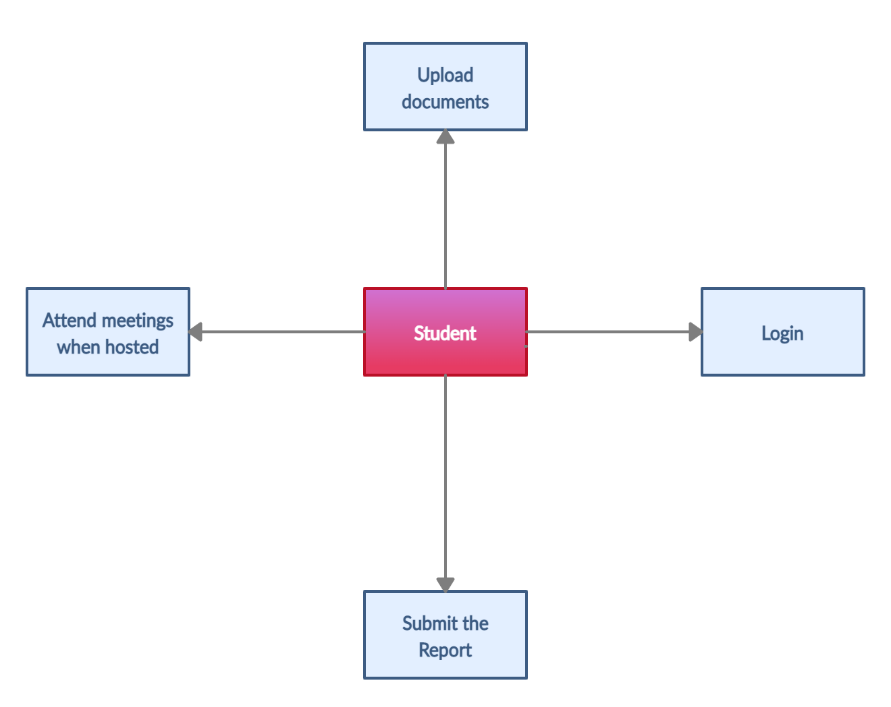 Upload
documents
Attend meetings
when hosted
Student
Login
Submit the
Report